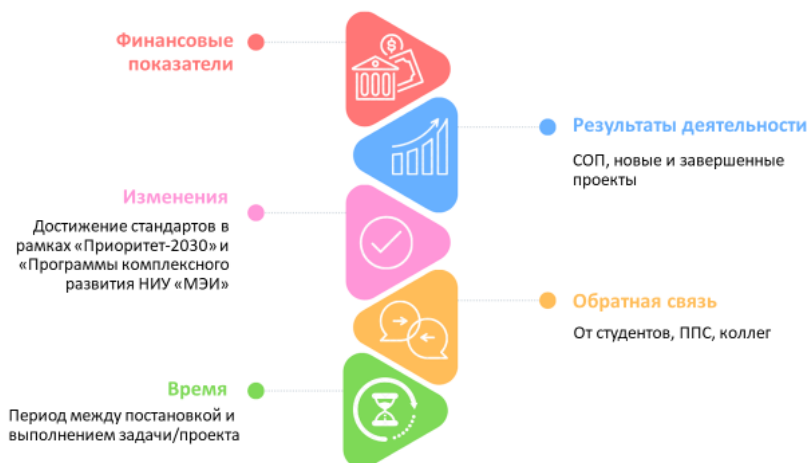 Финансовые
показатели
Результаты деятельности
СОП, новые и завершенные
проекты
Изменения
Достижение стандартов в
рамках «Приоритет-2030» и
«Программы комплексного
развития НИУ «МЭИ»
Обратная связь
От студентов, ППС, коллег
Время
Период между постановкой и
выполнением задачи/проекта